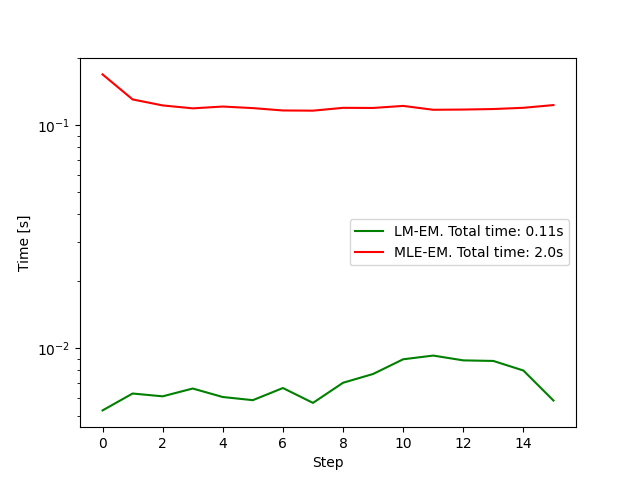 10⁻¹
10⁻²
Time [s]
LM-EM. Total time: 0.11s
MLE-EM. Total time: 2.0s
0 2 4 6 8 10 12 14
Step